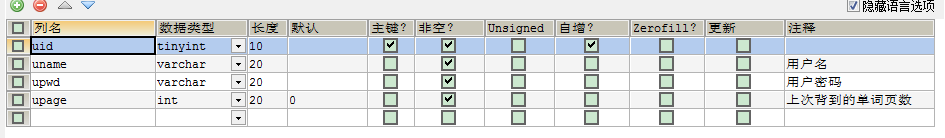 隐藏语言选项
列名 数据类型 长度 默认 主键? 非空? Unsigned 自增? Zerofill? 更新 注释
uid tinyint 10
uname varchar 20 用户名
upwd varchar 20 用户密码
upage int 20 0 上次背到的单词页数